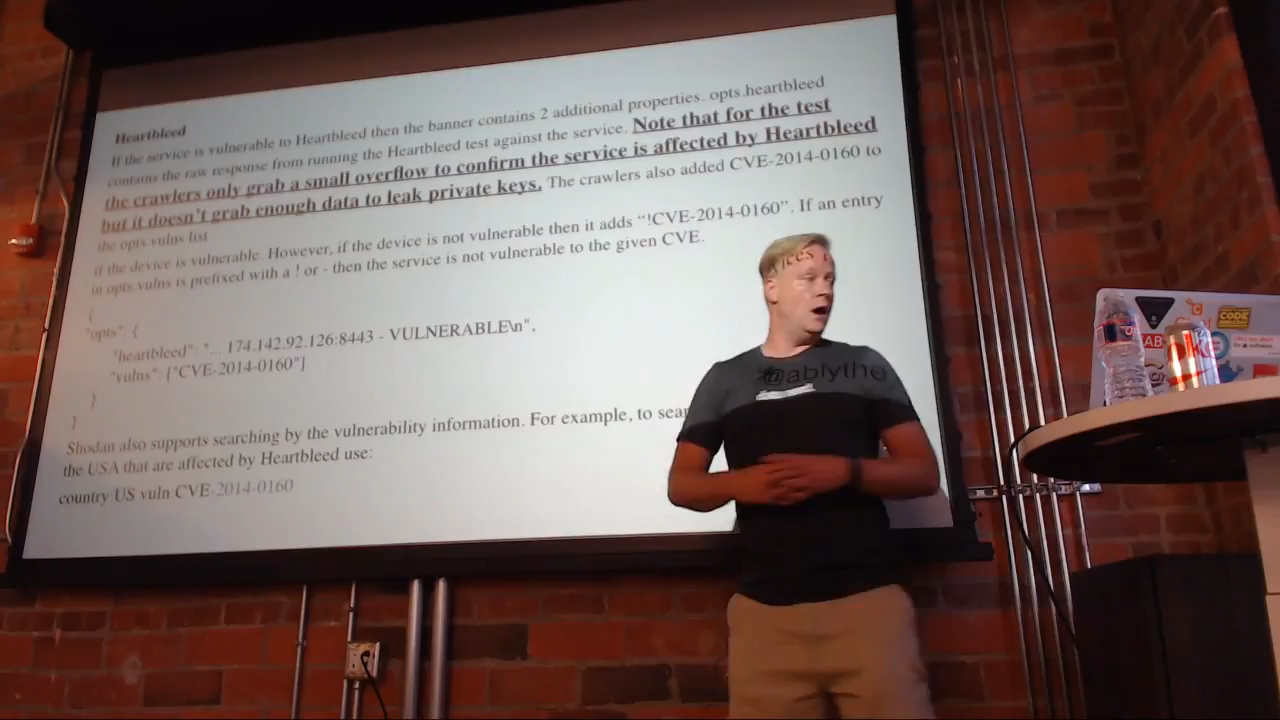 Heartbleed
If the service is vulnerable to Heartbleed then the banner contains 2 additional properties. opts.heartbleed
contains the raw response from running the Heartbleed test against the service. Note that for the test
the crawlers only grab a small overflow to confirm the service is affected by Heartbleed
but it doesn't grab enough data to leak private keys. The crawlers also added CVE-2014-0160 to
the opts vulns list
if the device is vulnerable. However, if the device is not vulnerable then it adds "!CVE-2014-0160". If an entry
in opts vulns is prefixed with a ! or - then the service is not vulnerable to the given CVE.
{
"opts": {
"heartbleed": "... 174.142.92.126:8443 - VULNERABLE\n",
"vulns": ["CVE-2014-0160"]
}
}
Shodan also supports searching by the vulnerability information. For example, to sear
the USA that are affected by Heartbleed use:
country US vuln CVE-2014-0160
@ablythe
CODE